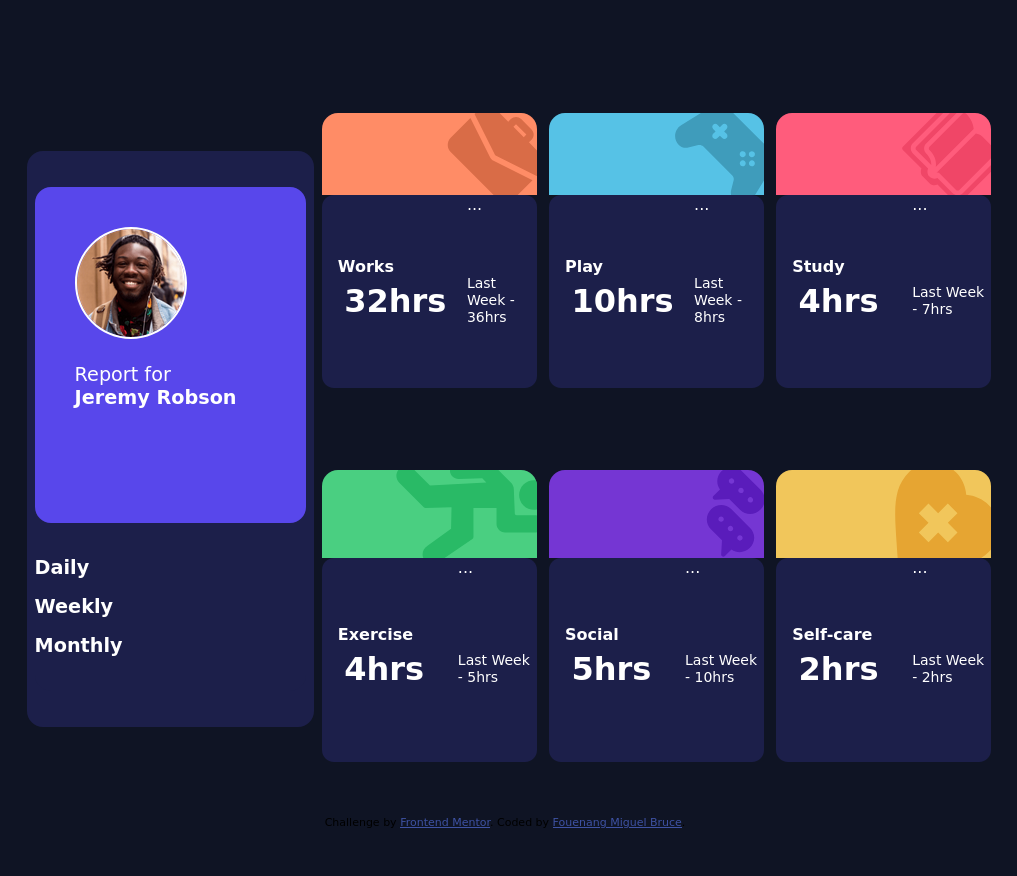 Report for
Jeremy Robson
Daily
Weekly
Monthly
...
Works
32hrs
Last
Week -
36hrs
...
Play
10hrs
Last
Week -
8hrs
...
Study
4hrs
Last Week
- 7hrs
...
Exercise
4hrs
Last Week
- 5hrs
...
Social
5hrs
Last Week
- 10hrs
...
Self-care
2hrs
Last Week
- 2hrs
Challenge by Frontend Mentor. Coded by Fouenang Miguel Bruce